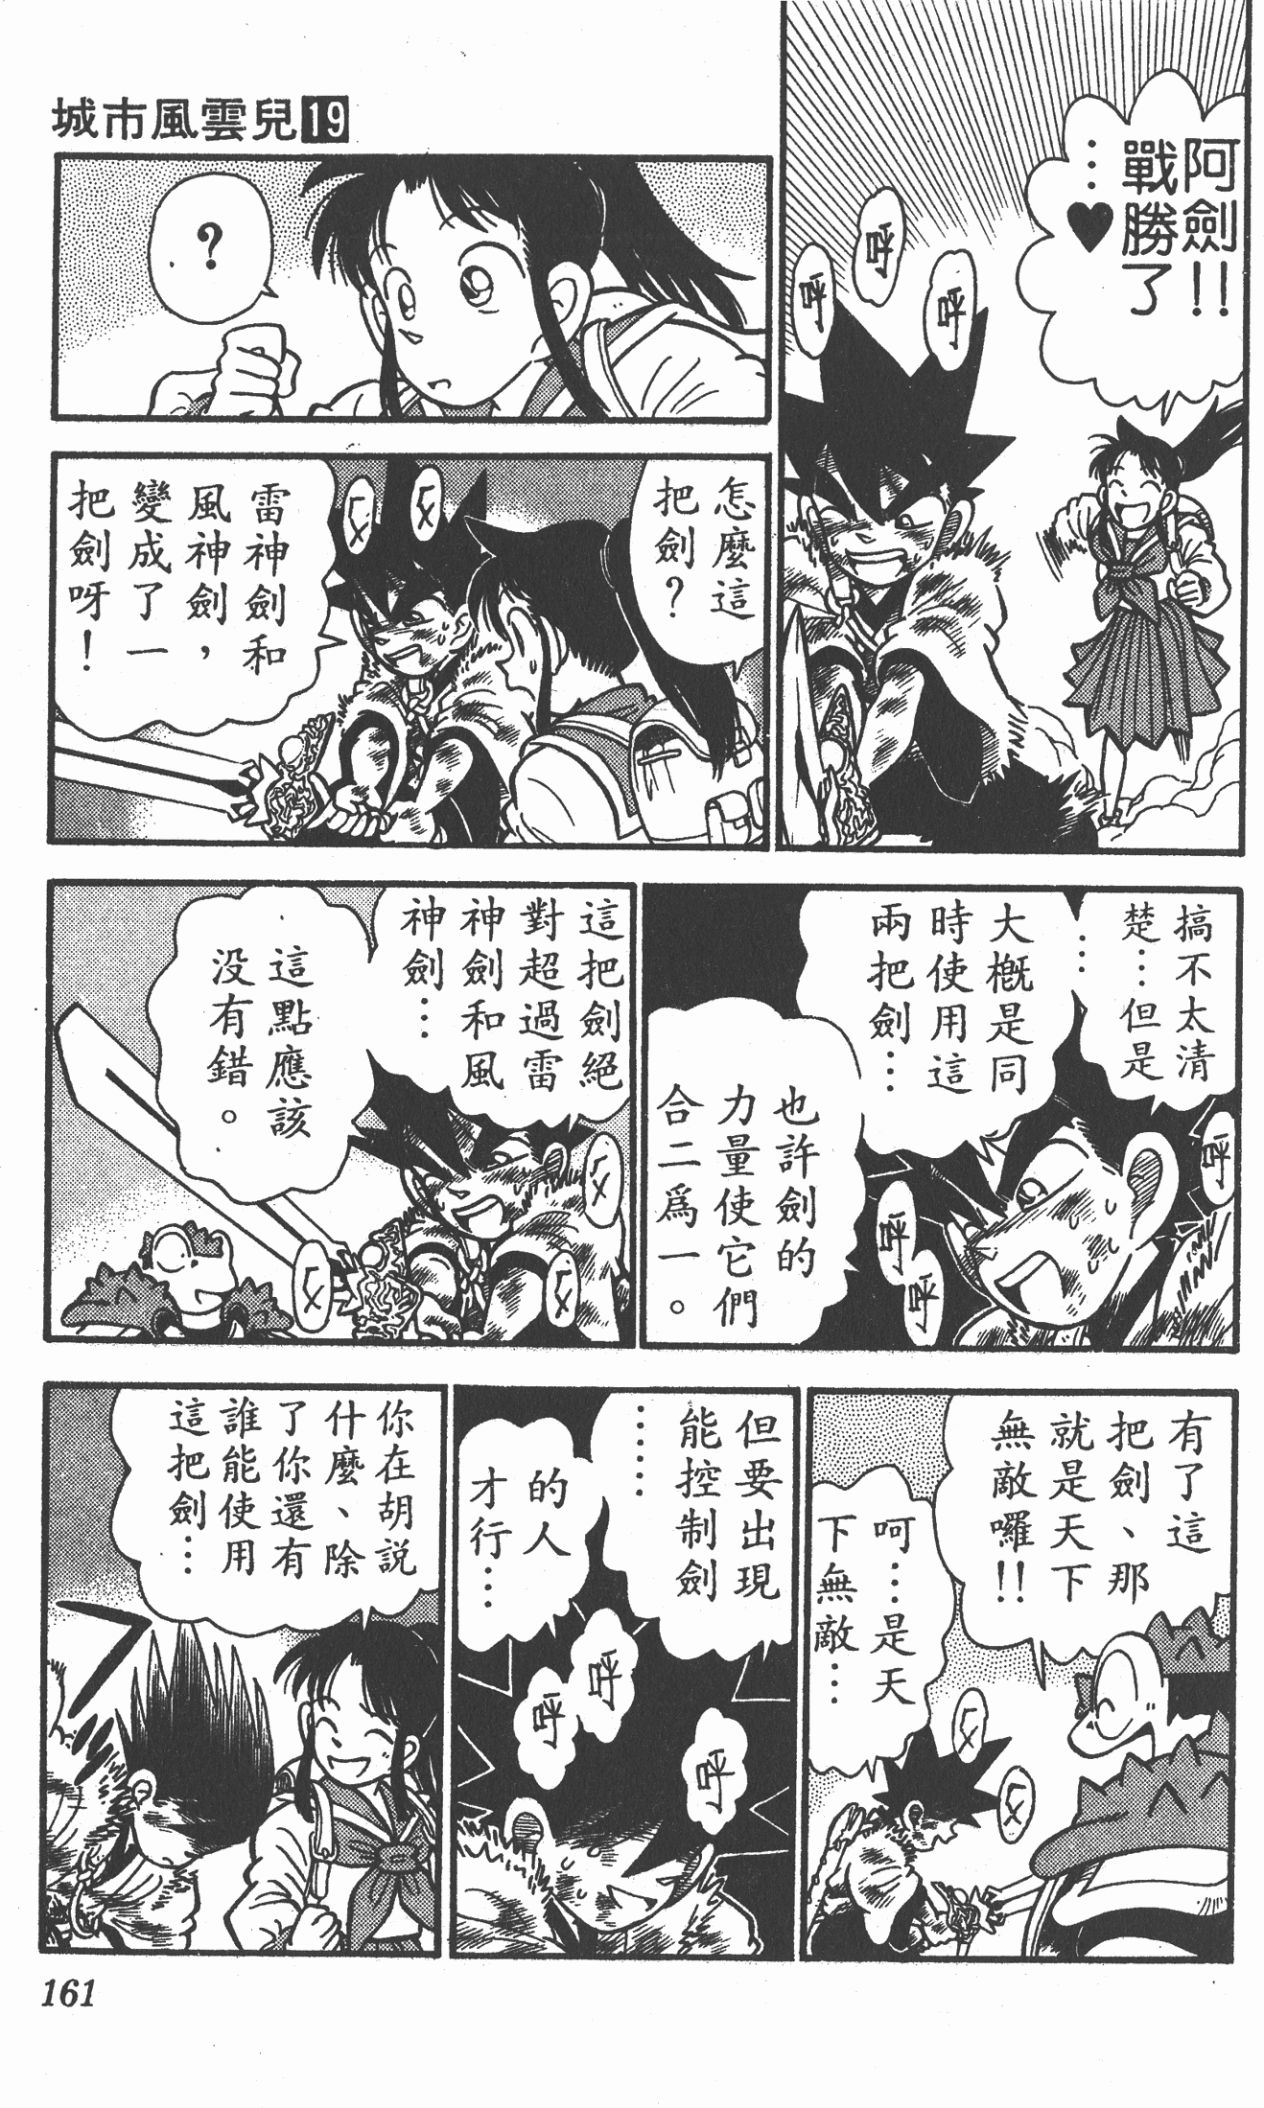 城市風雲兒19
阿劍!!
戰勝了
…♥
呼
呼
呼
?
怎麼這
把劍?
雷神劍和
風神劍，
變成了一
把劍呀!
搞不太清
楚…但是
…
大概是同
時使用這
兩把劍…
也許劍的
力量使它們
合二為一。
呼
呼
呼
這把劍絕
對超過雷
神劍和風
神劍…
這點應該
沒有錯。
有了這
把劍、那
就是天下
無敵囉!!
呵…是天
下無敵…
但要出現
能控制劍
……
的人
才行…
呼
呼
呼
你在胡說
什麼、除
了你還有
誰能使用
這把劍…
161